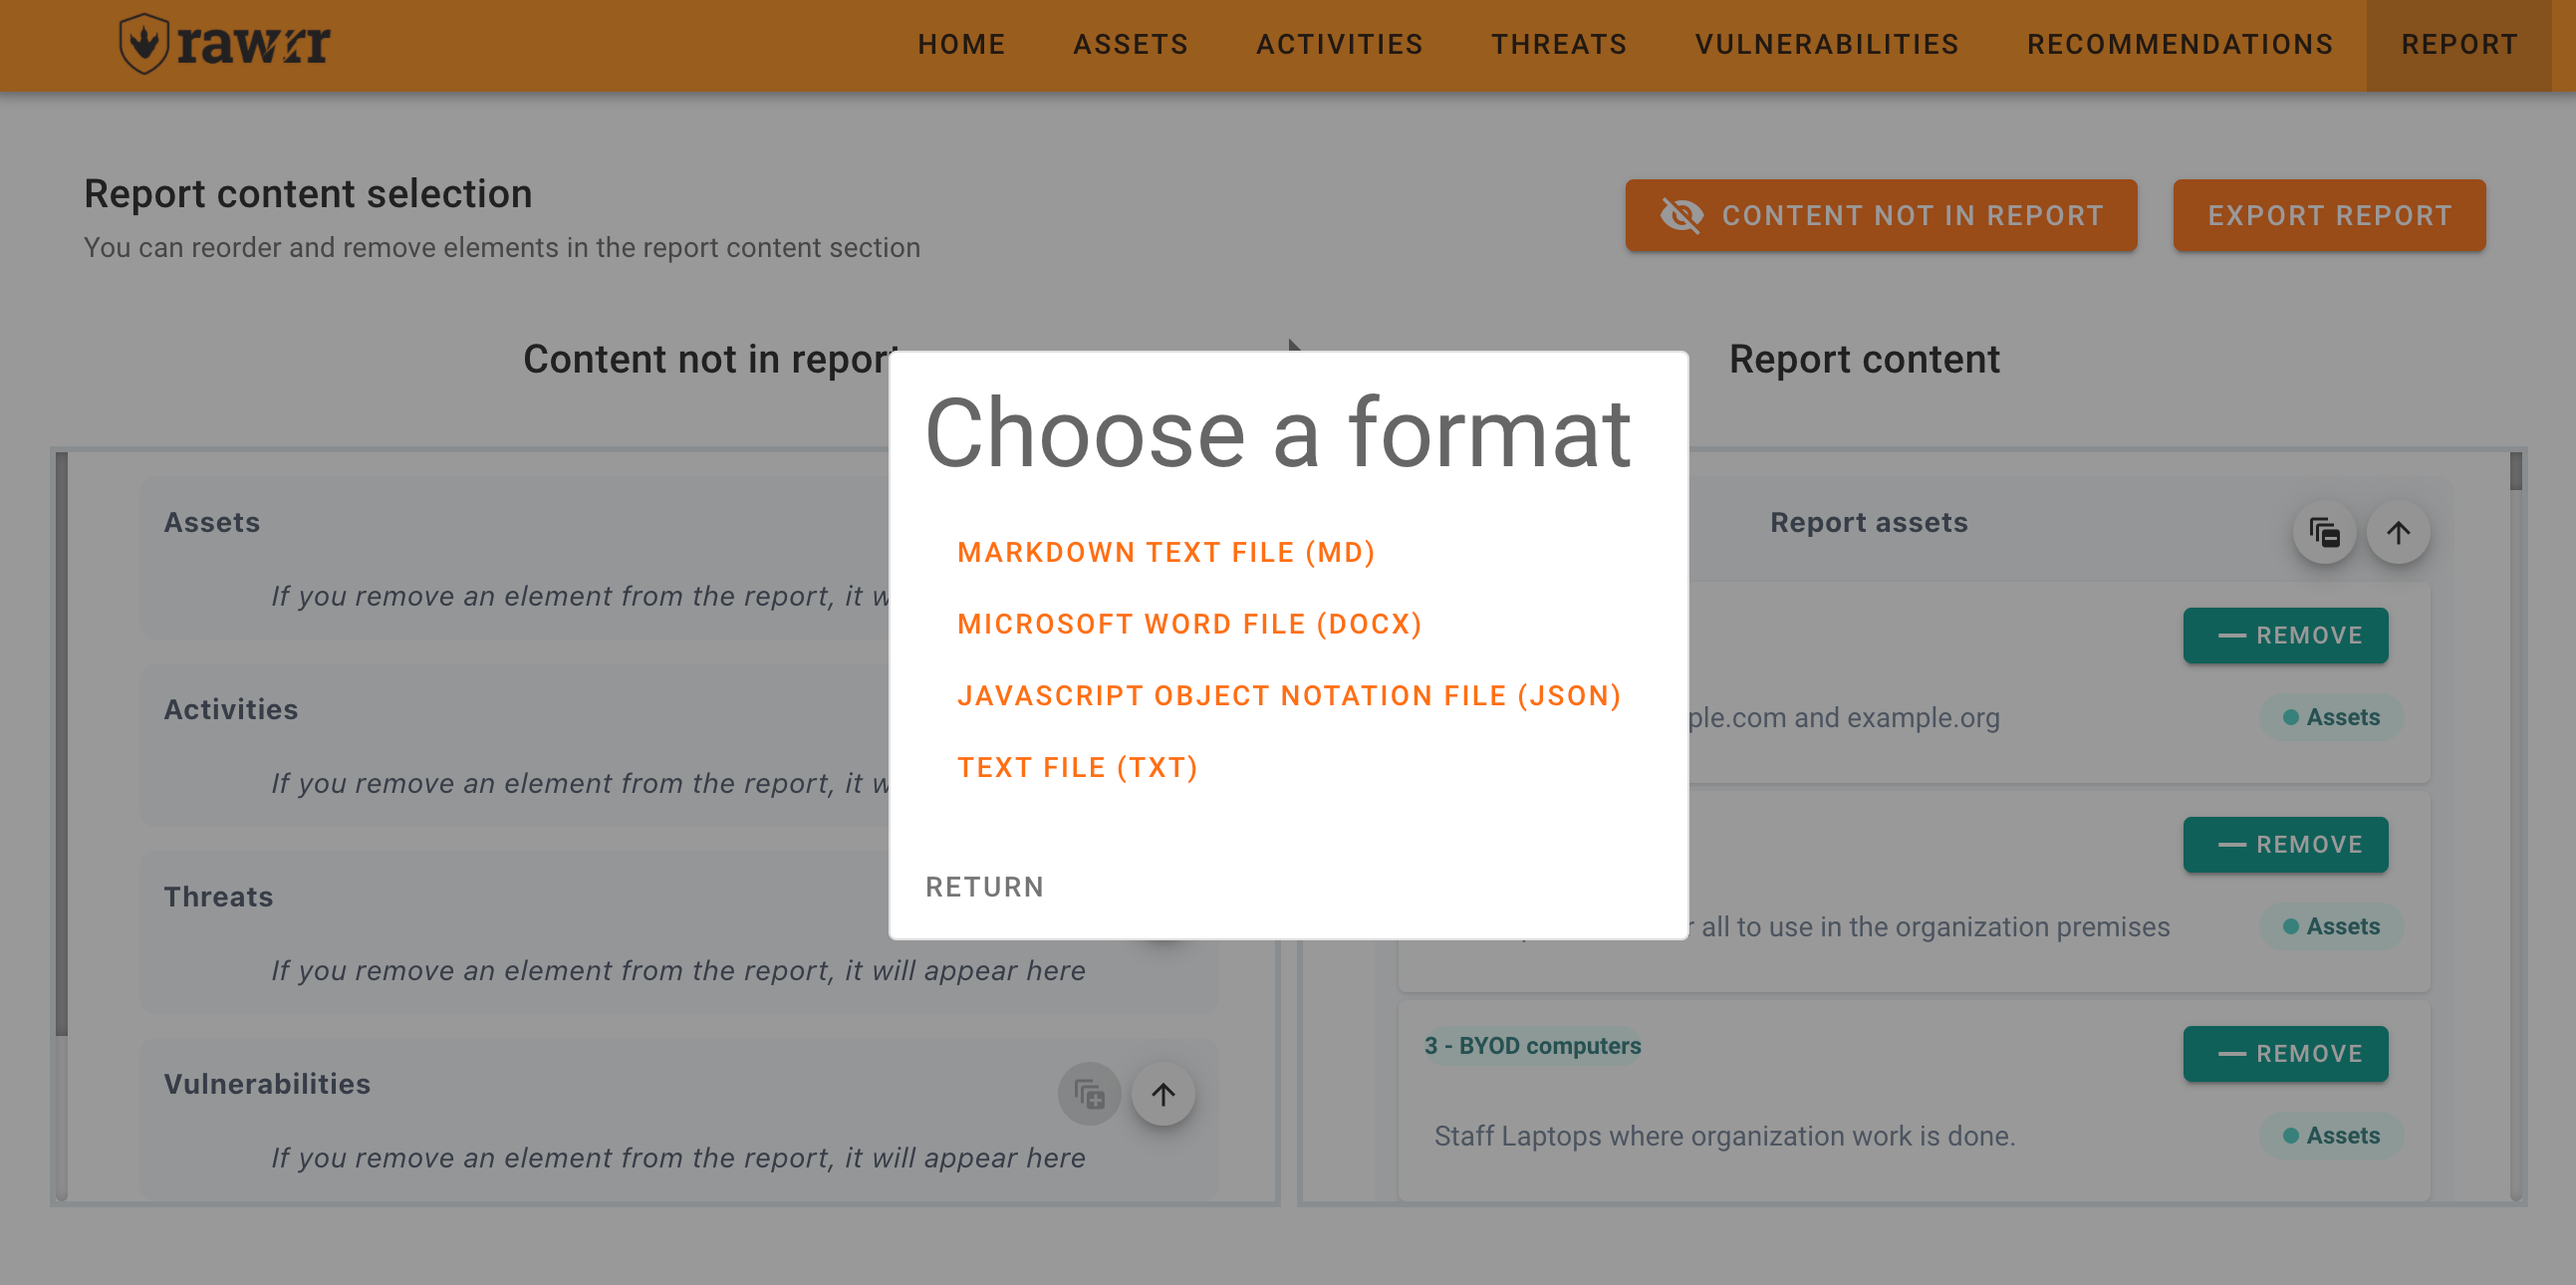 rawrr
HOME ASSETS ACTIVITIES THREATS VULNERABILITIES RECOMMENDATIONS REPORT
Report content selection
You can reorder and remove elements in the report content section
CONTENT NOT IN REPORT
EXPORT REPORT
Content not in report
Report content
Assets
If you remove an element from the report, it w
Activities
If you remove an element from the report, it w
Threats
If you remove an element from the report, it will appear here
Vulnerabilities
If you remove an element from the report, it will appear here
Choose a format
MARKDOWN TEXT FILE (MD)
MICROSOFT WORD FILE (DOCX)
JAVASCRIPT OBJECT NOTATION FILE (JSON)
TEXT FILE (TXT)
RETURN
Report assets
REMOVE
ple.com and example.org
Assets
REMOVE
all to use in the organization premises
Assets
3 - BYOD computers
REMOVE
Staff Laptops where organization work is done.
Assets